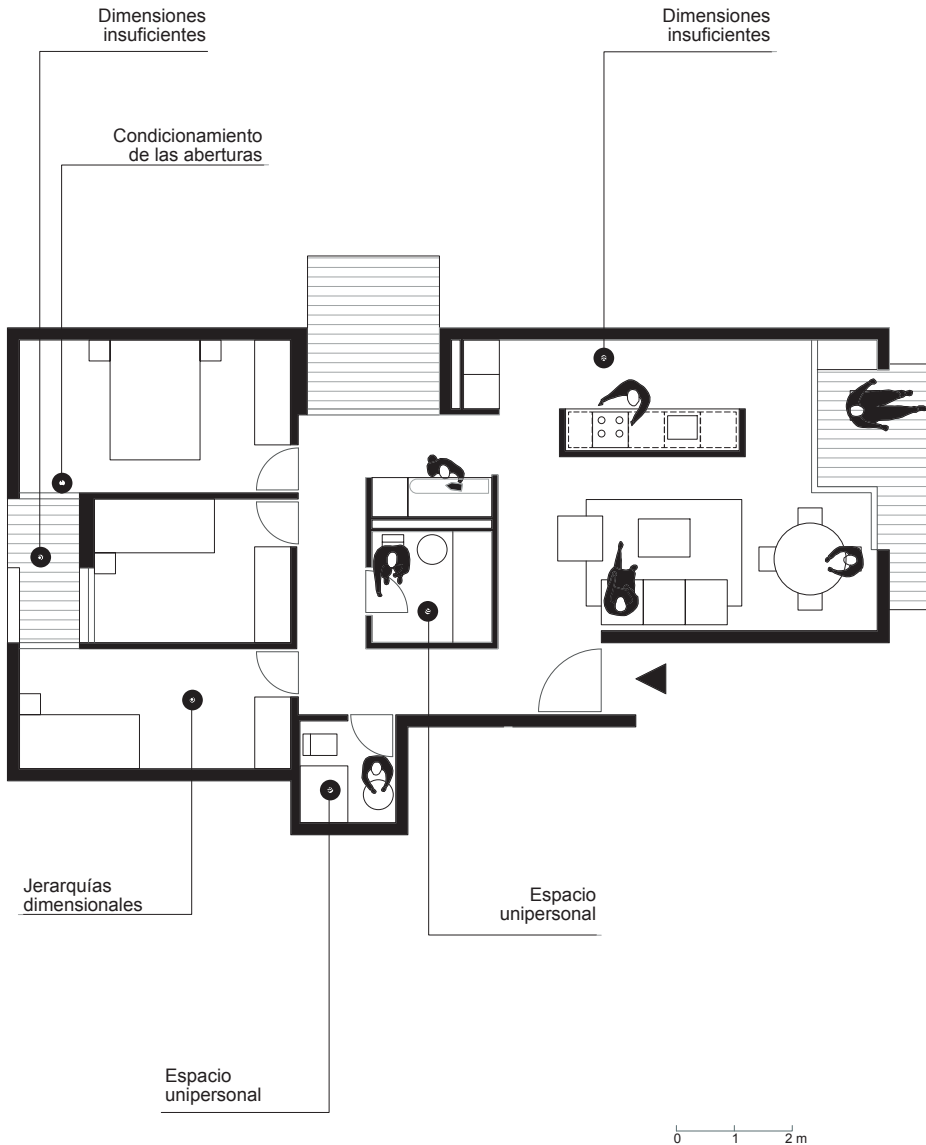 Dimensiones
insuficientes
Dimensiones
insuficientes
Condicionamiento
de las aberturas
Jerarquías
dimensionales
Espacio
unipersonal
Espacio
unipersonal
0 1 2 m